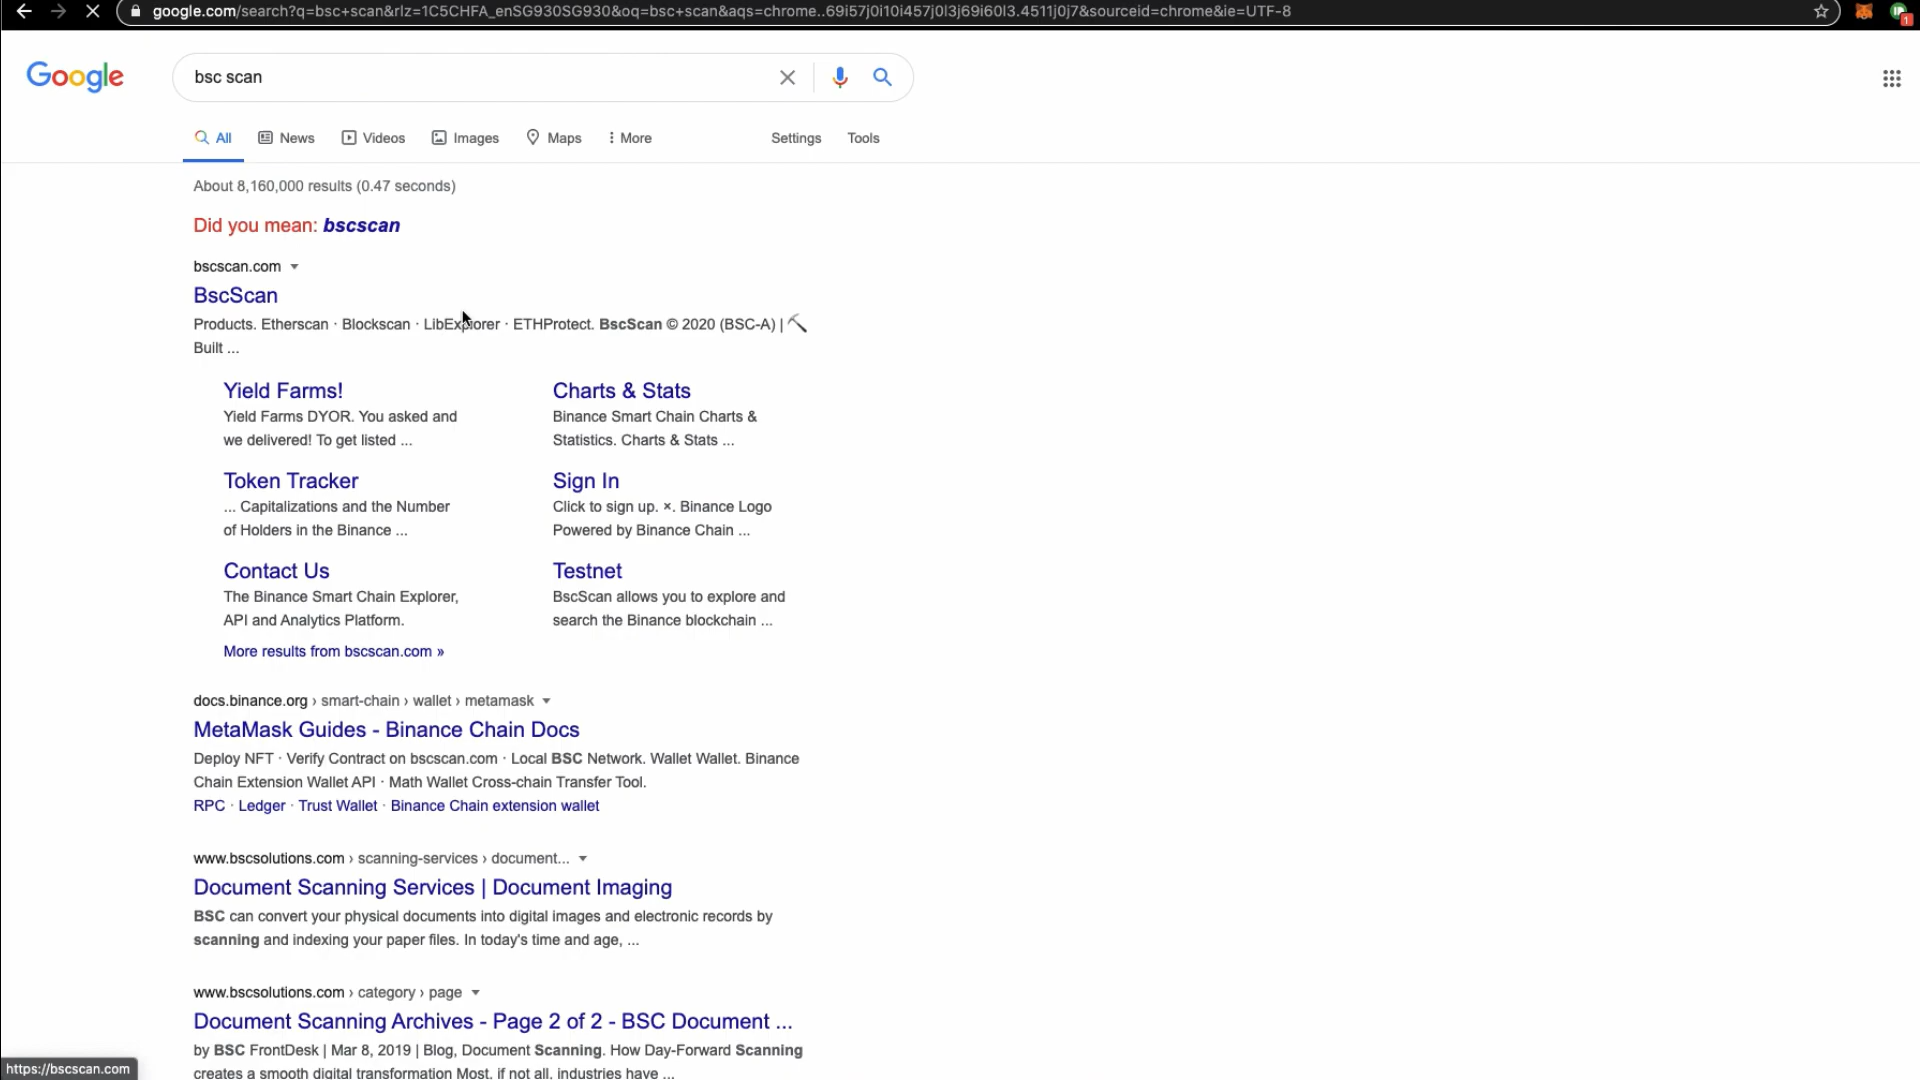 google.com/search?q=bsc+scan&rlz=1C5CHFA_enSG930SG930&oq=bsc+scan&aqs=chrome..69i57j0i10i457j0l3j69i60l3.4511j0j7&sourceid=chrome&ie=UTF-8
1
Google
bsc scan
All News Videos Images Maps More Settings Tools
About 8,160,000 results (0.47 seconds)
Did you mean: bscscan
bscscan.com
BscScan
Products. Etherscan · Blockscan · LibExplorer · ETHProtect. BscScan © 2020 (BSC-A) |
Built ...
Yield Farms!
Yield Farms DYOR. You asked and
we delivered! To get listed ...
Charts & Stats
Binance Smart Chain Charts &
Statistics. Charts & Stats ...
Token Tracker
... Capitalizations and the Number
of Holders in the Binance ...
Sign In
Click to sign up. ×. Binance Logo
Powered by Binance Chain ...
Contact Us
The Binance Smart Chain Explorer,
API and Analytics Platform.
Testnet
BscScan allows you to explore and
search the Binance blockchain ...
More results from bscscan.com »
docs.binance.org › smart-chain › wallet › metamask
MetaMask Guides - Binance Chain Docs
Deploy NFT · Verify Contract on bscscan.com · Local BSC Network. Wallet Wallet. Binance
Chain Extension Wallet API · Math Wallet Cross-chain Transfer Tool.
RPC · Ledger · Trust Wallet · Binance Chain extension wallet
www.bscsolutions.com › scanning-services › document...
Document Scanning Services | Document Imaging
BSC can convert your physical documents into digital images and electronic records by
scanning and indexing your paper files. In today's time and age, ...
www.bscsolutions.com › category › page
Document Scanning Archives - Page 2 of 2 - BSC Document ...
by BSC FrontDesk | Mar 8, 2019 | Blog, Document Scanning. How Day-Forward Scanning
creates a smooth digital transformation Most, if not all, industries have ...
https://bscscan.com